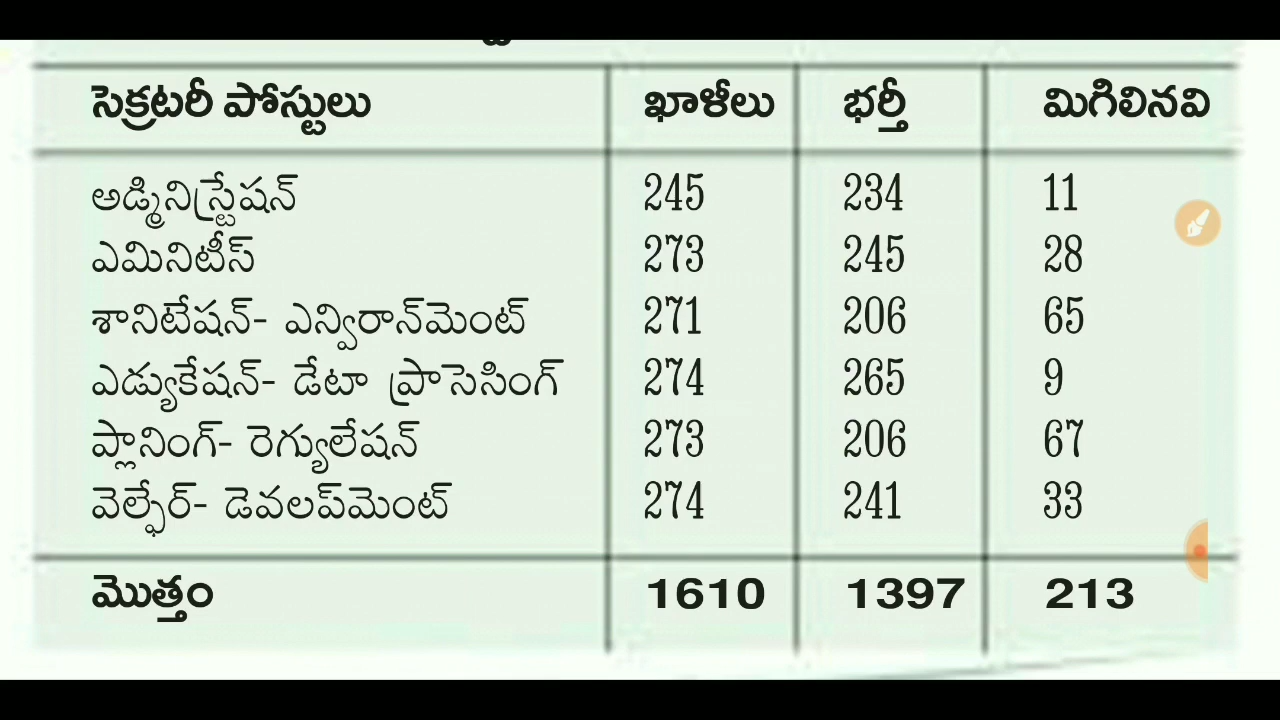 సెక్రటరీ పోస్టులు ఖాళీలు భర్తీ మిగిలినవి
అడ్మినిస్ట్రేషన్ 245 234 11
ఎమినిటీస్ 273 245 28
శానిటేషన్- ఎన్విరాన్‌మెంట్ 271 206 65
ఎడ్యుకేషన్- డేటా ప్రాసెసింగ్ 274 265 9
ప్లానింగ్- రెగ్యులేషన్ 273 206 67
వెల్ఫేర్- డెవలప్‌మెంట్ 274 241 33
మొత్తం 1610 1397 213